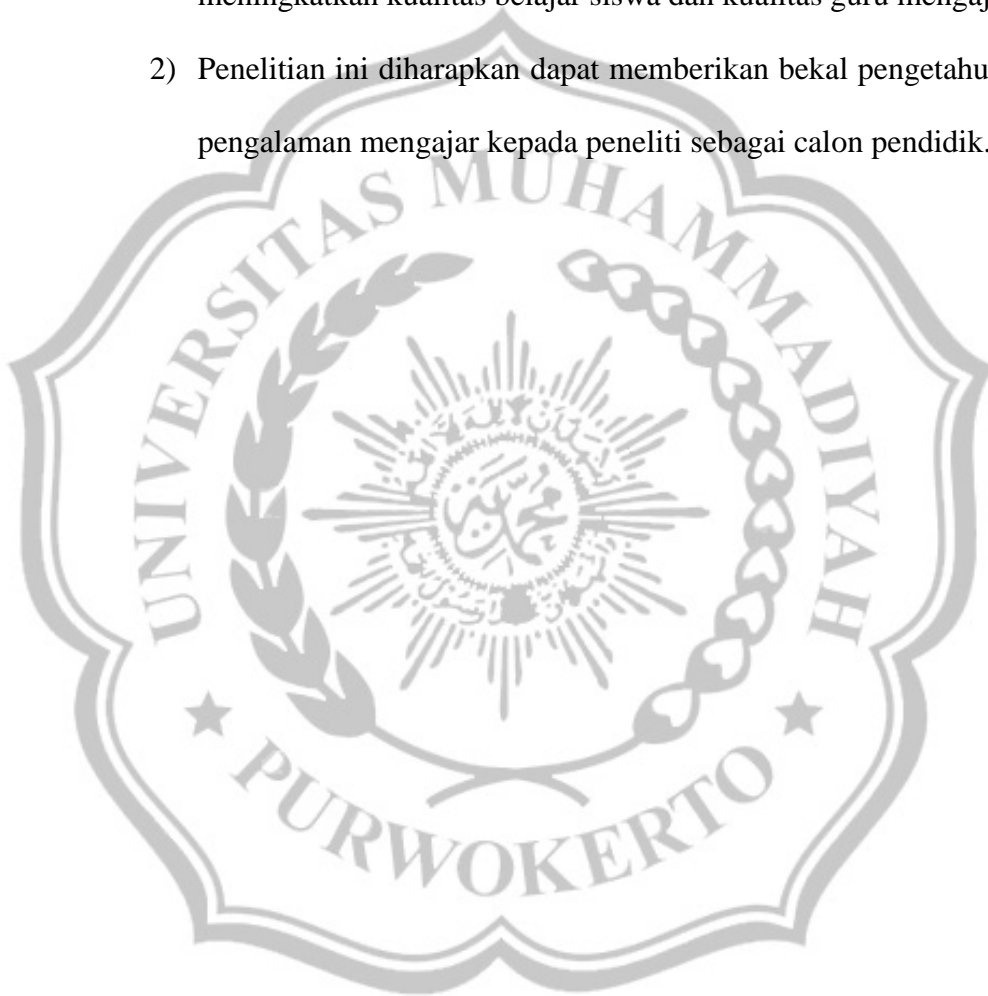 meningkatkan kualitas belajar siswa dan kualitas guru mengaj
2) Penelitian ini diharapkan dapat memberikan bekal pengetahu
pengalaman mengajar kepada peneliti sebagai calon pendidik.
UNIVERSITAS MUHAMMADIYAH
PURWOKERTO